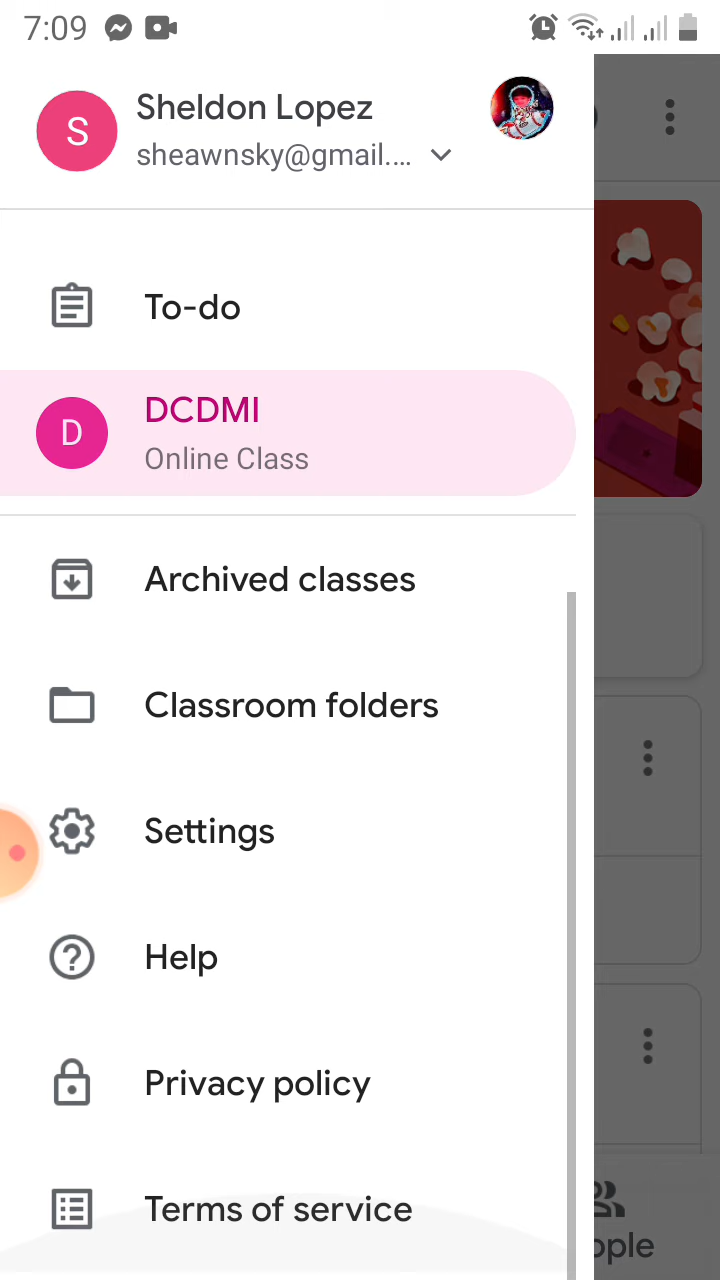 7:09
S
Sheldon Lopez
sheawnsky@gmail....
To-do
D
DCDMI
Online Class
Archived classes
Classroom folders
Settings
Help
Privacy policy
Terms of service
ople